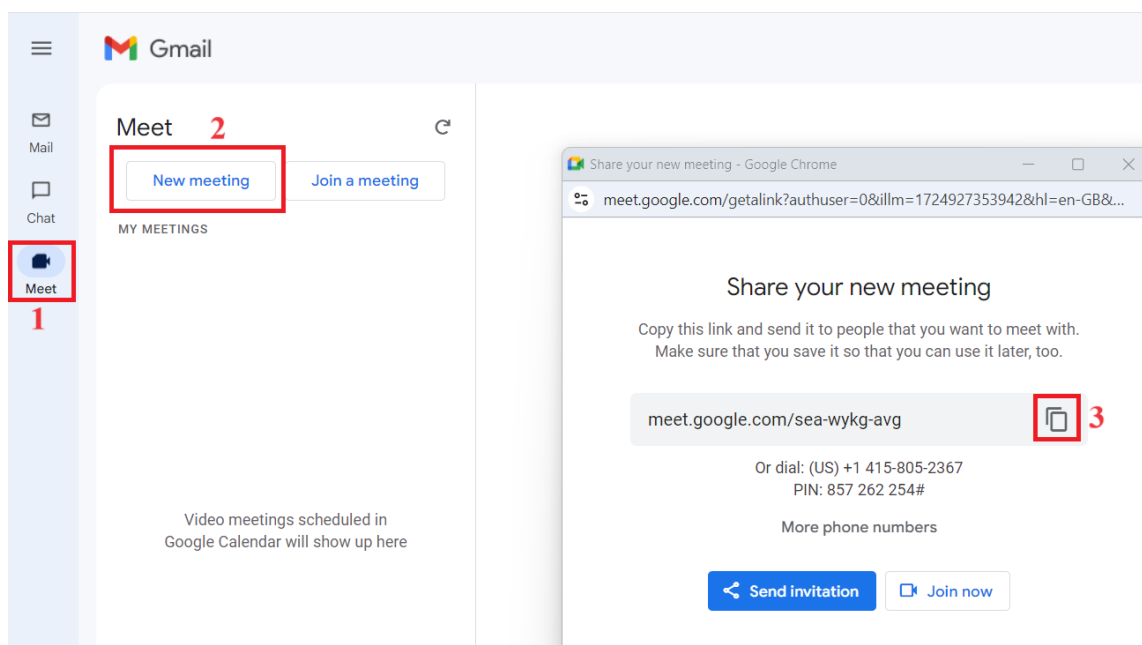 Gmail
Mail
Chat
Meet
1
Meet 2
New meeting Join a meeting
MY MEETINGS
Video meetings scheduled in
Google Calendar will show up here
Share your new meeting - Google Chrome
meet.google.com/getalink?authuser=0&illm=1724927353942&hl=en-GB&...
Share your new meeting
Copy this link and send it to people that you want to meet with.
Make sure that you save it so that you can use it later, too.
meet.google.com/sea-wykg-avg 3
Or dial: (US) +1 415-805-2367
PIN: 857 262 254#
More phone numbers
Send invitation Join now